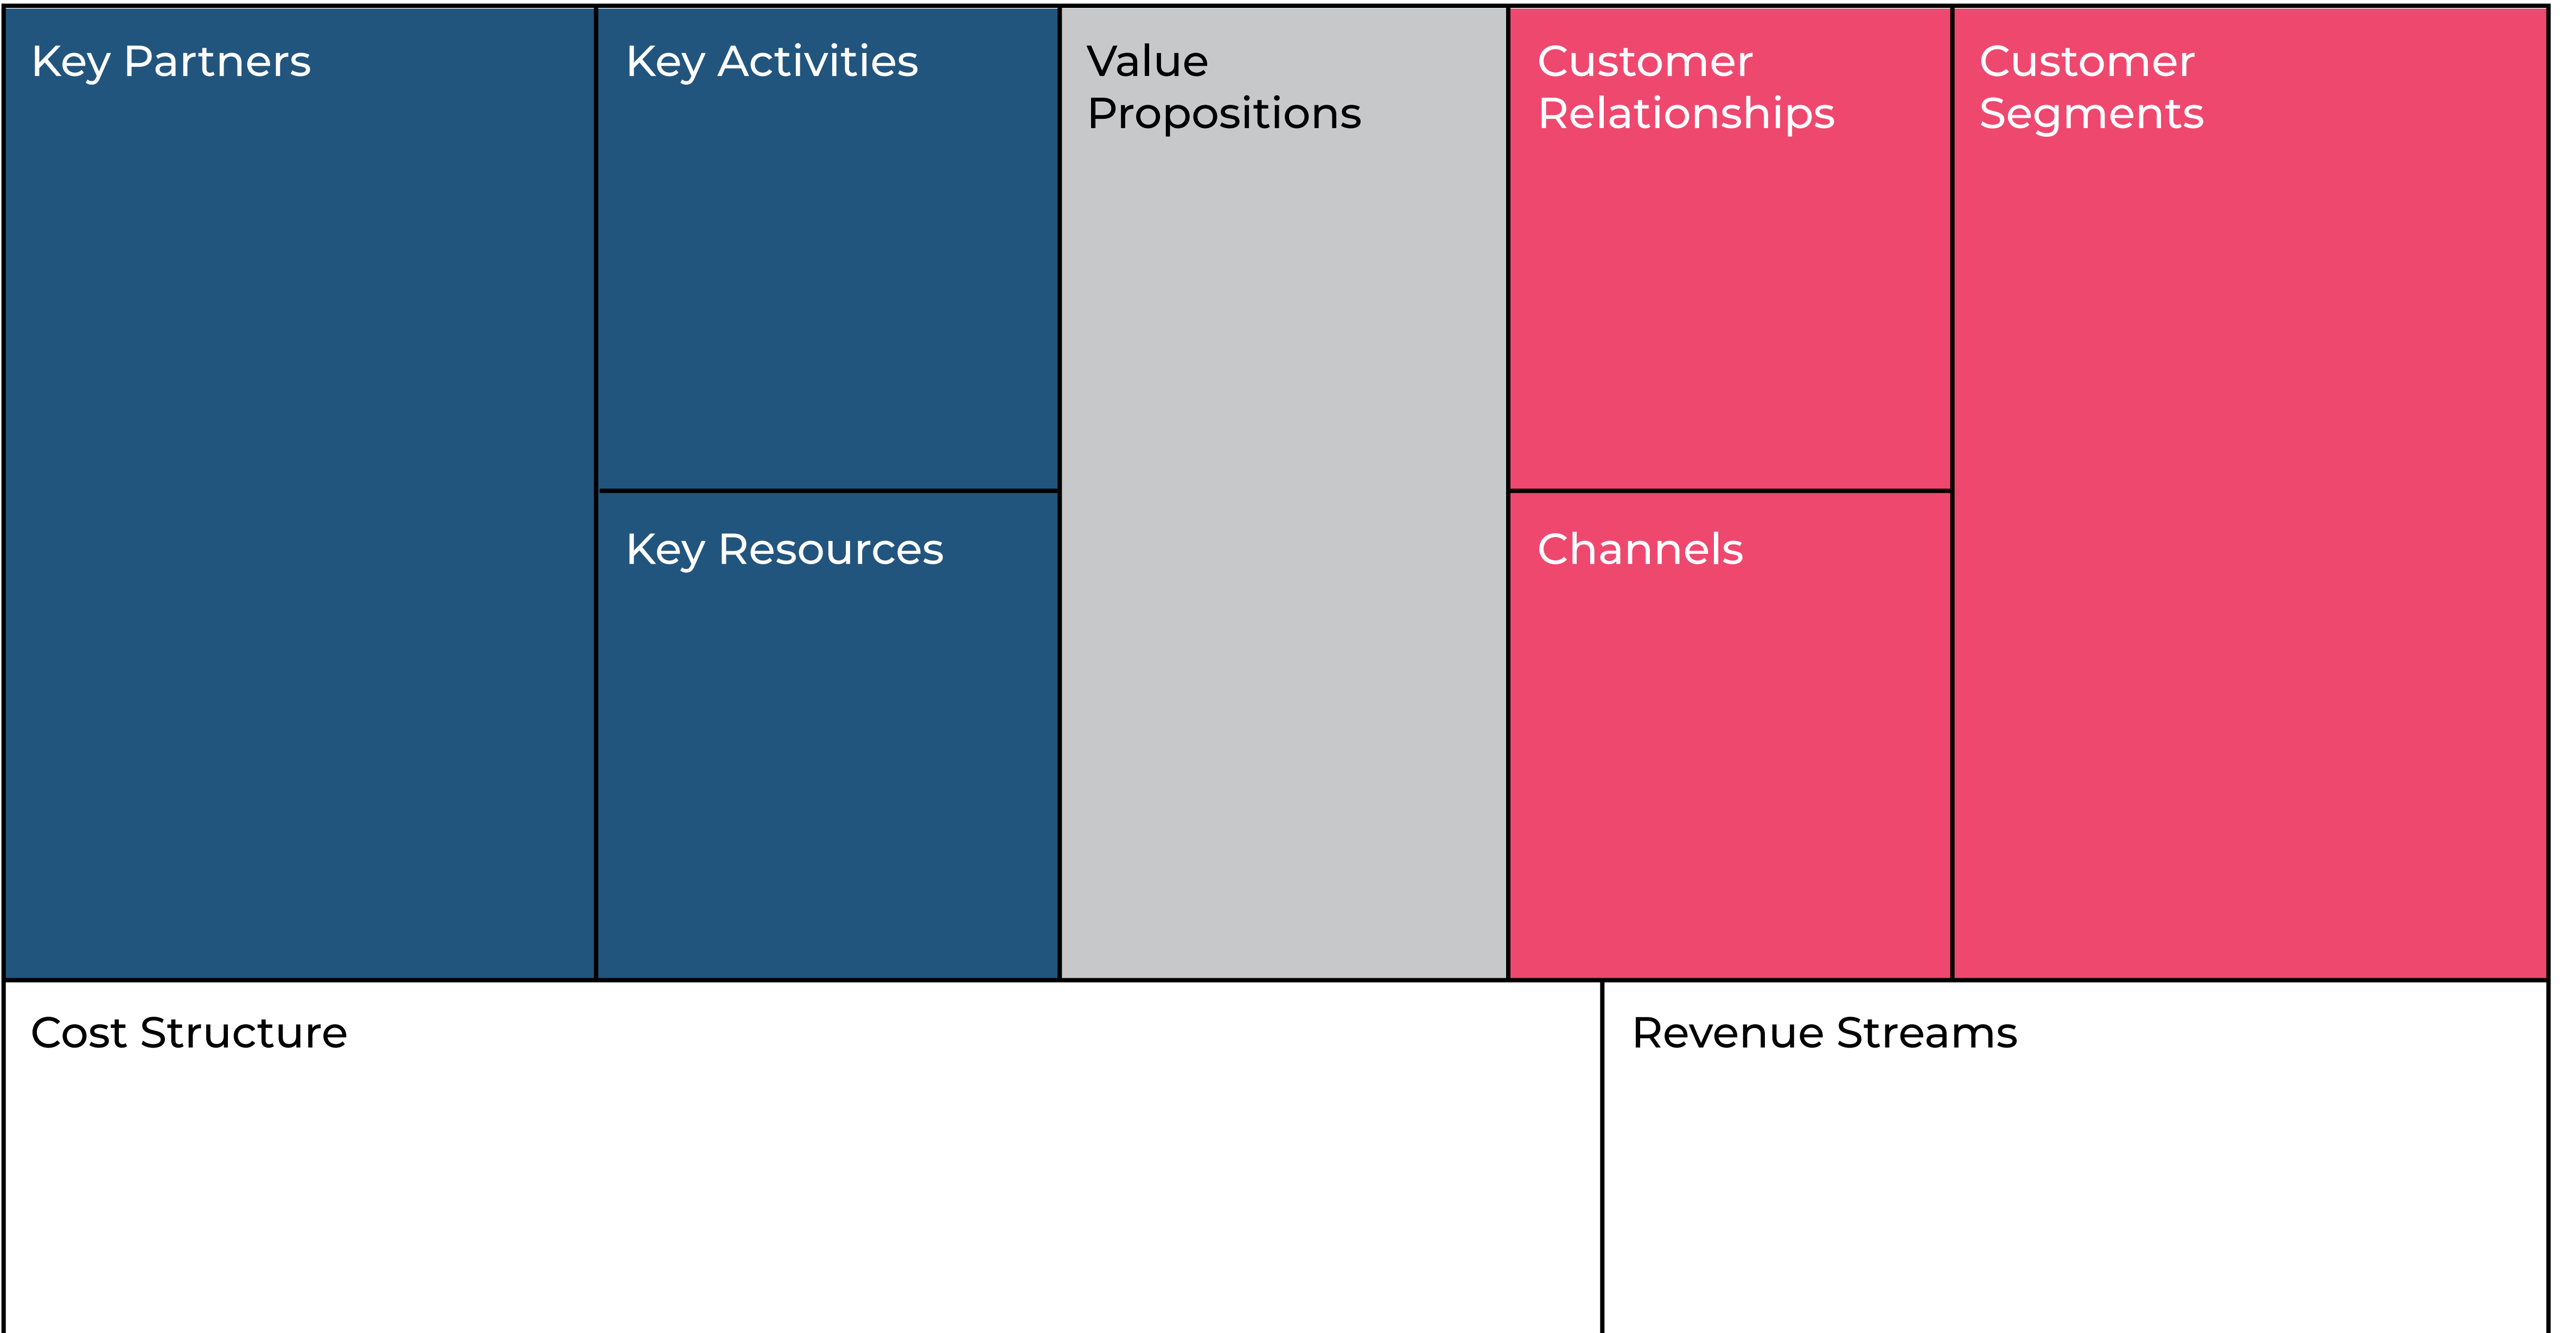 Key Partners
Key Activities
Value
Propositions
Customer
Relationships
Customer
Segments
Key Resources
Channels
Cost Structure
Revenue Streams